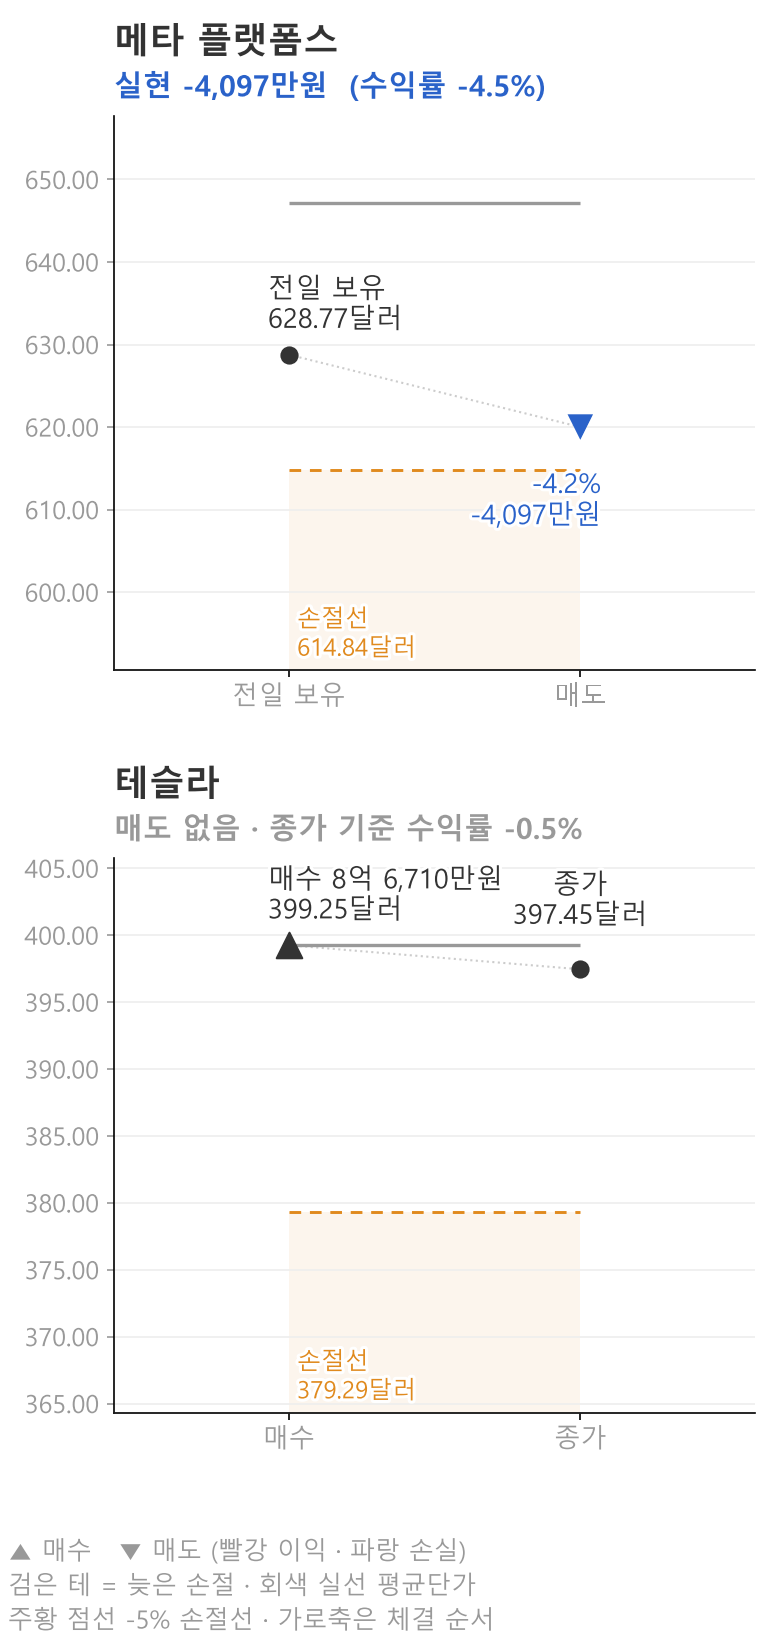 메타 플랫폼스
실현 -4,097만원 (수익률 -4.5%)
650.00
640.00
전일 보유
628.77달러
630.00
620.00
-4.2%
-4,097만원
610.00
600.00
손절선
614.84달러
전일 보유
매도
테슬라
매도 없음 · 종가 기준 수익률 -0.5%
405.00
매수 8억 6,710만원
399.25달러
종가
397.45달러
400.00
395.00
390.00
385.00
380.00
375.00
370.00
손절선
379.29달러
365.00
매수
종가
▲ 매수 ▼ 매도 (빨강 이익 · 파랑 손실)
검은 테 = 늦은 손절 · 회색 실선 평균단가
주황 점선 -5% 손절선 · 가로축은 체결 순서